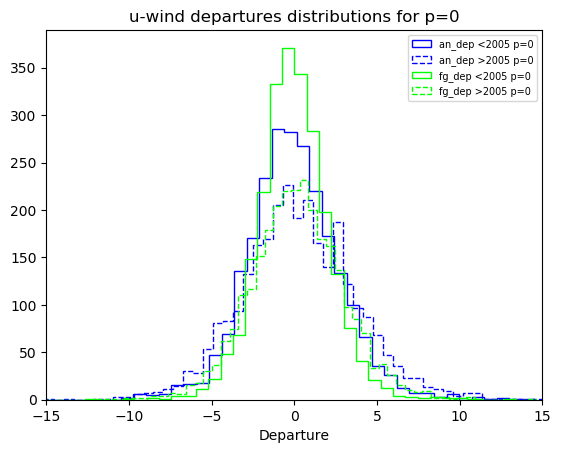 u-wind departures distributions for p=0
an_dep <2005 p=0
an_dep >2005 p=0
fg_dep <2005 p=0
fg_dep >2005 p=0
350
300
250
200
150
100
50
0
−15
−10
−5
0
5
10
15
Departure